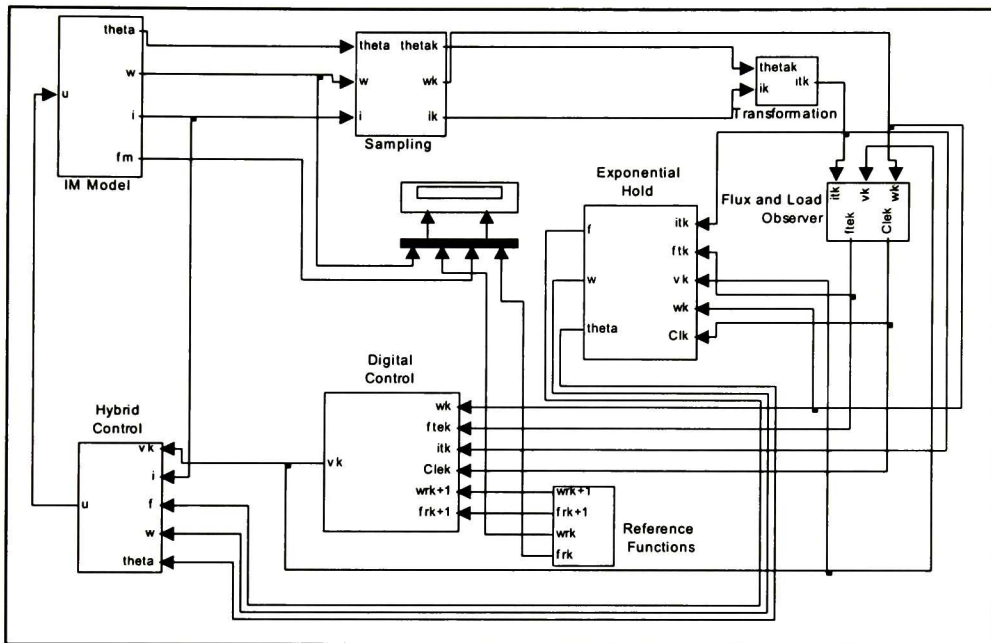 theta
w
u
i
fm
IM Model
theta
thetak
w
wk
i
ik
Sampling
thetak
ik
itk
Transformation
Exponential
Hold
f
w
theta
itk
ftk
vk
wk
Clk
itk
vk
wk
ftek
Clek
Flux and Load
Observer
Digital
Control
vk
wk
ftek
itk
Clek
wrk+1
frk+1
Hybrid
Control
vk
i
u
f
w
theta
wrk+1
frk+1
wrk
frk
Reference
Functions